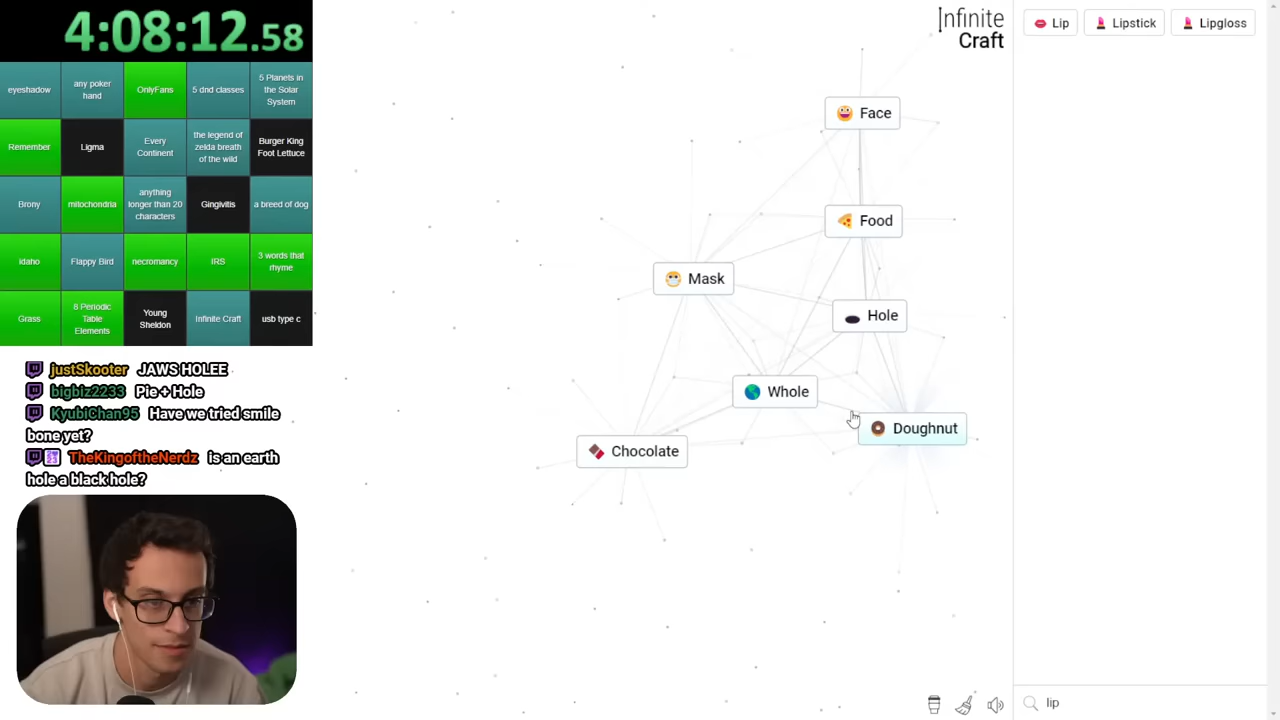 4:08:12.58
eyeshadow
any poker
hand
OnlyFans
5 dnd classes
5 Planets in
the Solar
System
Remember
Ligma
Every
Continent
the legend of
zelda breath
of the wild
Burger King
Foot Lettuce
Brony
mitochondria
anything
longer than 20
characters
Gingivitis
a breed of dog
idaho
Flappy Bird
necromancy
IRS
3 words that
rhyme
Grass
8 Periodic
Table
Elements
Young
Sheldon
Infinite Craft
usb type c
justSkooter JAWS HOLEE
bigbiz2233 Pie + Hole
KyubiChan95 Have we tried smile
bone yet?
TheKingoftheNerdz is an earth
hole a black hole?
Infinite
Craft
Face
Food
Mask
Hole
Whole
Doughnut
Chocolate
Lip
Lipstick
Lipgloss
lip